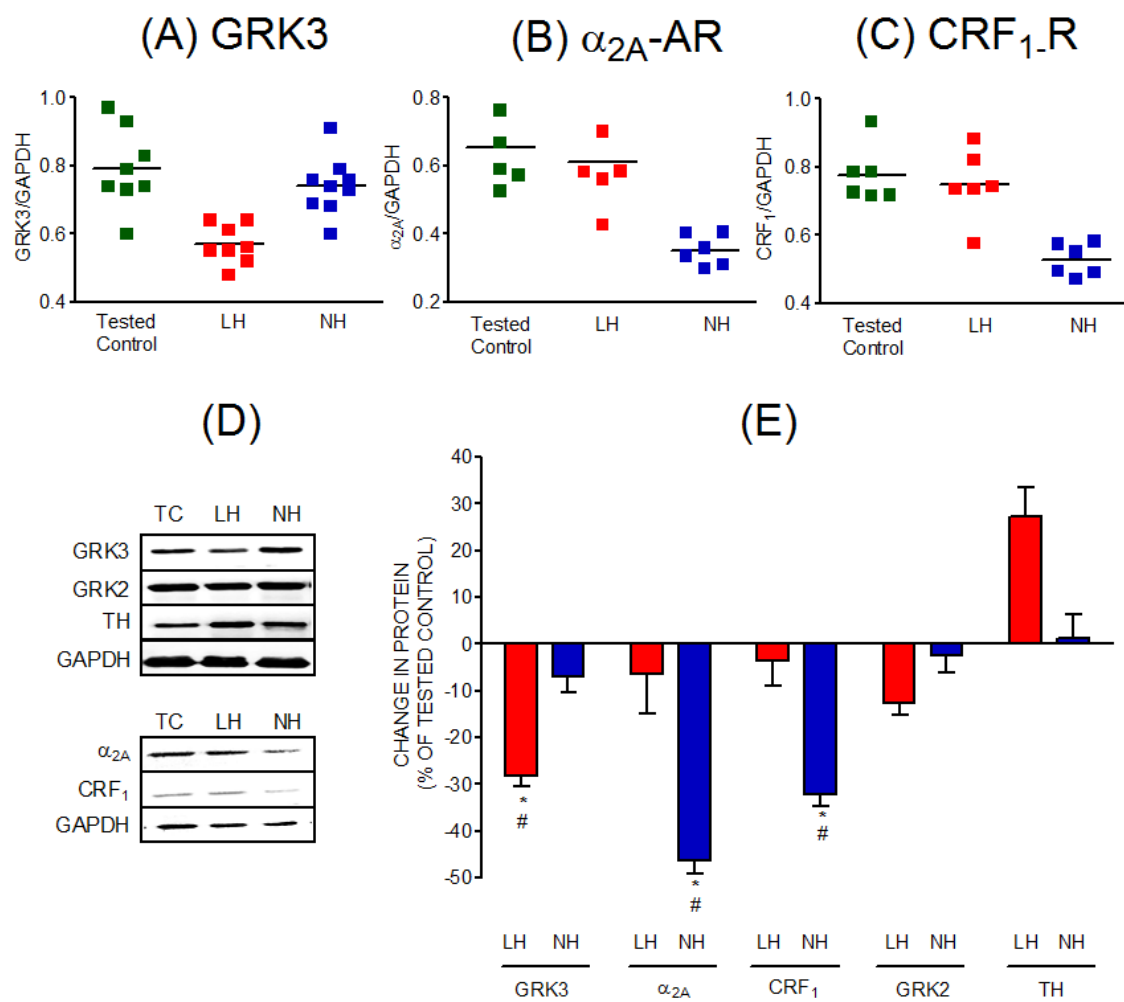 (A) GRK3
(B) α2A-AR
(C) CRF1-R
GRK3/GAPDH
1.0
0.8
0.6
0.4
Tested
Control
LH
NH
α2A/GAPDH
0.8
0.6
0.4
0.2
Tested
Control
LH
NH
CRF1/GAPDH
1.0
0.8
0.6
0.4
Tested
Control
LH
NH
(D)
TC LH NH
GRK3
GRK2
TH
GAPDH
TC LH NH
α2A
CRF1
GAPDH
(E)
CHANGE IN PROTEIN
(% OF TESTED CONTROL)
40
30
20
10
0
-10
-20
-30
-40
-50
*
#
*
#
*
#
LH NH LH NH LH NH LH NH LH NH
GRK3 α2A CRF1 GRK2 TH